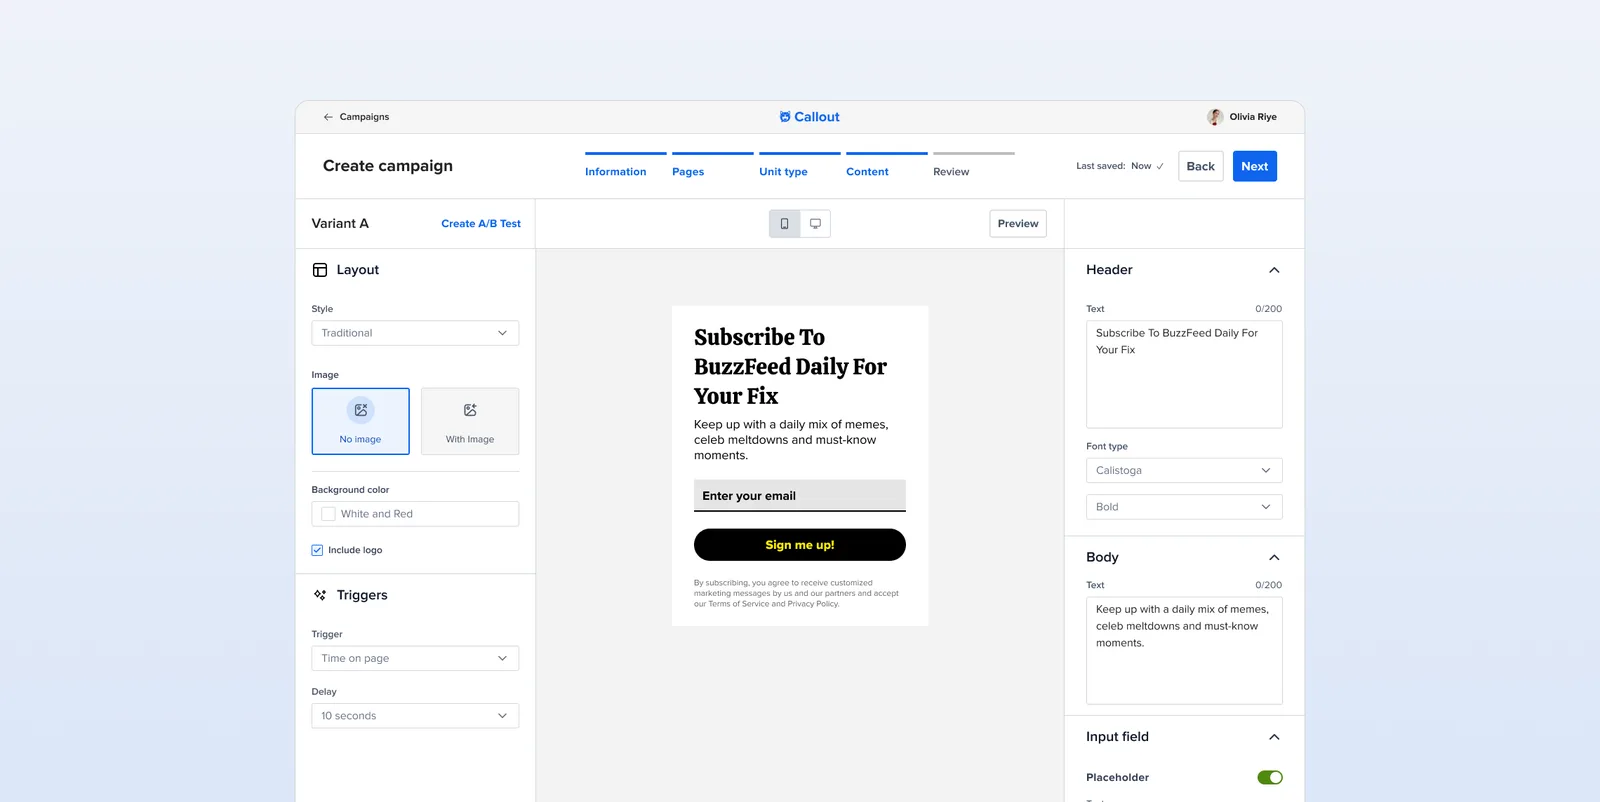 Campaigns
Callout
Olivia Riye
Create campaign
Information
Pages
Unit type
Content
Review
Last saved: Now
Back
Next
Variant A
Create A/B Test
Preview
Layout
Style
Traditional
Image
No image
With Image
Background color
White and Red
Include logo
Triggers
Trigger
Time on page
Delay
10 seconds
Subscribe To
BuzzFeed Daily For
Your Fix
Keep up with a daily mix of memes,
celeb meltdowns and must-know
moments.
Enter your email
Sign me up!
By subscribing, you agree to receive customized
marketing messages by us and our partners and accept
our Terms of Service and Privacy Policy.
Header
Text
0/200
Subscribe To BuzzFeed Daily For
Your Fix
Font type
Calistoga
Bold
Body
Text
0/200
Keep up with a daily mix of memes,
celeb meltdowns and must-know
moments.
Input field
Placeholder